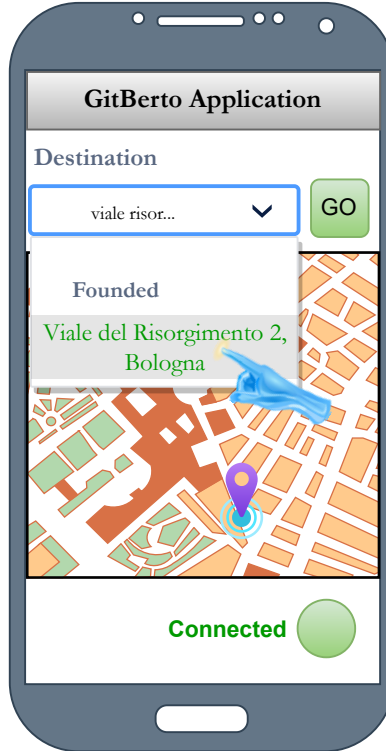 GitBerto Application
Destination
viale risor...
GO
Founded
Viale del Risorgimento 2,
Bologna
Connected